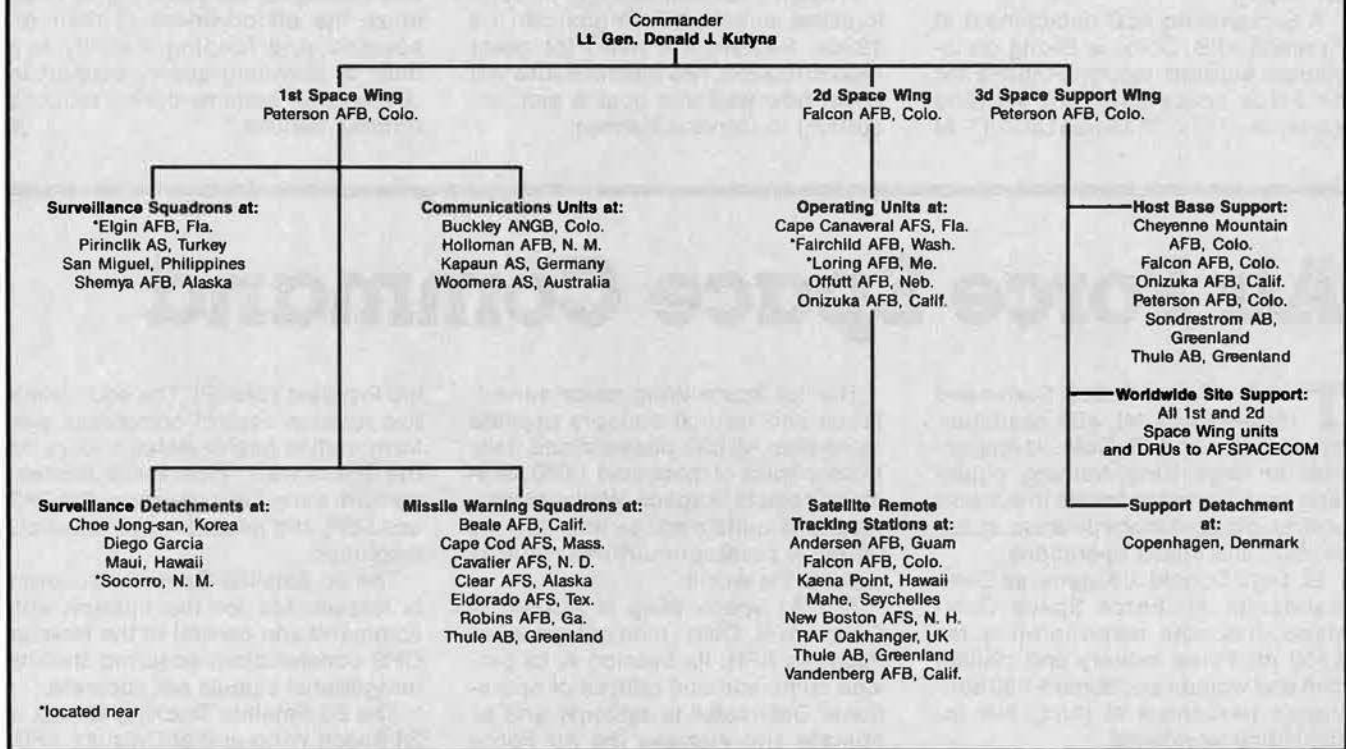 Commander
Lt. Gen. Donald J. Kutyna
1st Space Wing
Peterson AFB, Colo.
2d Space Wing
Falcon AFB, Colo.
3d Space Support Wing
Peterson AFB, Colo.
Surveillance Squadrons at:
*Elgin AFB, Fla.
Pirinclik AS, Turkey
San Miguel, Philippines
Shemya AFB, Alaska
Communications Units at:
Buckley ANGB, Colo.
Holloman AFB, N. M.
Kapaun AS, Germany
Woomera AS, Australia
Operating Units at:
Cape Canaveral AFS, Fla.
*Fairchild AFB, Wash.
*Loring AFB, Me.
Offutt AFB, Neb.
Onizuka AFB, Calif.
Host Base Support:
Cheyenne Mountain
AFB, Colo.
Falcon AFB, Colo.
Onizuka AFB, Calif.
Peterson AFB, Colo.
Sondrestrom AB,
Greenland
Thule AB, Greenland
Worldwide Site Support:
All 1st and 2d
Space Wing units
and DRUs to AFSPACECOM
Surveillance Detachments at:
Choe Jong-san, Korea
Diego Garcia
Maui, Hawaii
*Socorro, N. M.
Missile Warning Squadrons at:
Beale AFB, Calif.
Cape Cod AFS, Mass.
Cavalier AFS, N. D.
Clear AFS, Alaska
Eldorado AFS, Tex.
Robins AFB, Ga.
Thule AB, Greenland
Satellite Remote
Tracking Stations at:
Andersen AFB, Guam
Falcon AFB, Colo.
Kaena Point, Hawaii
Mahe, Seychelles
New Boston AFS, N. H.
RAF Oakhanger, UK
Thule AB, Greenland
Vandenberg AFB, Calif.
Support Detachment
at:
Copenhagen, Denmark
*located near